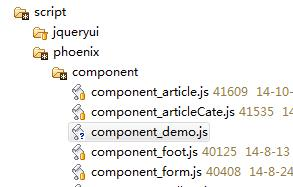 script
jqueryui
phoenix
component
component_article.js 41609 14-10-
component_articleCate.js 41535 14-
component_demo.js
component_foot.js 40125 14-8-13
component_form.js 40408 14-8-24